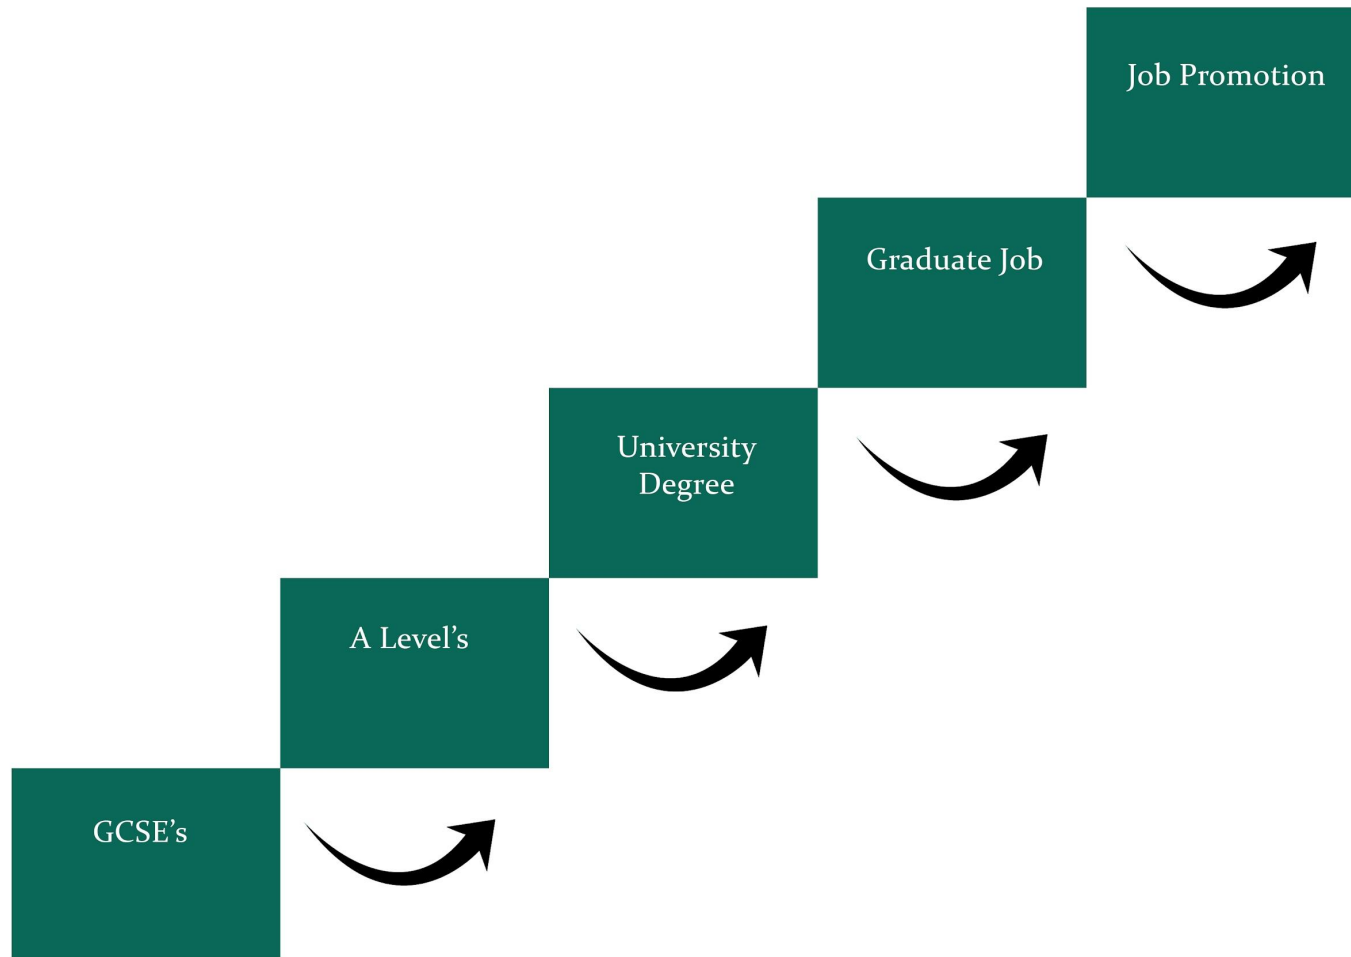 Job Promotion
Graduate Job
University
Degree
A Level’s
GCSE’s